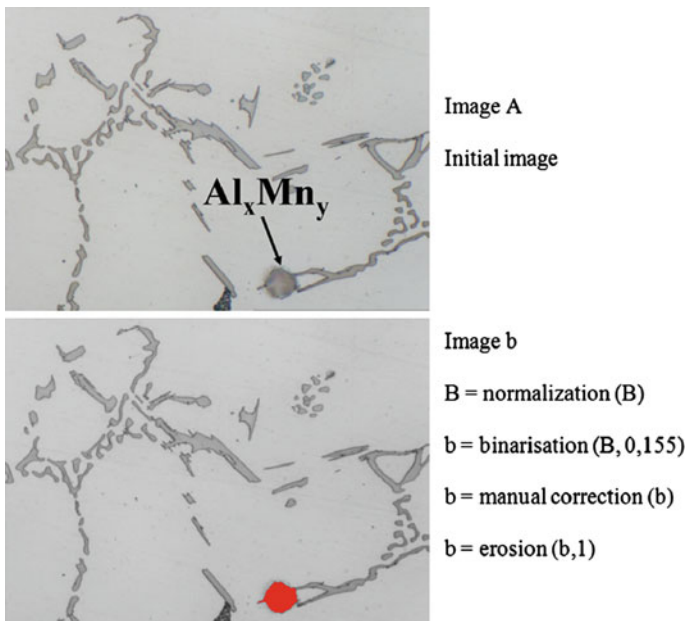 Image A
Initial image
AlxMny
Image b
B = normalization (B)
b = binarisation (B, 0,155)
b = manual correction (b)
b = erosion (b,1)